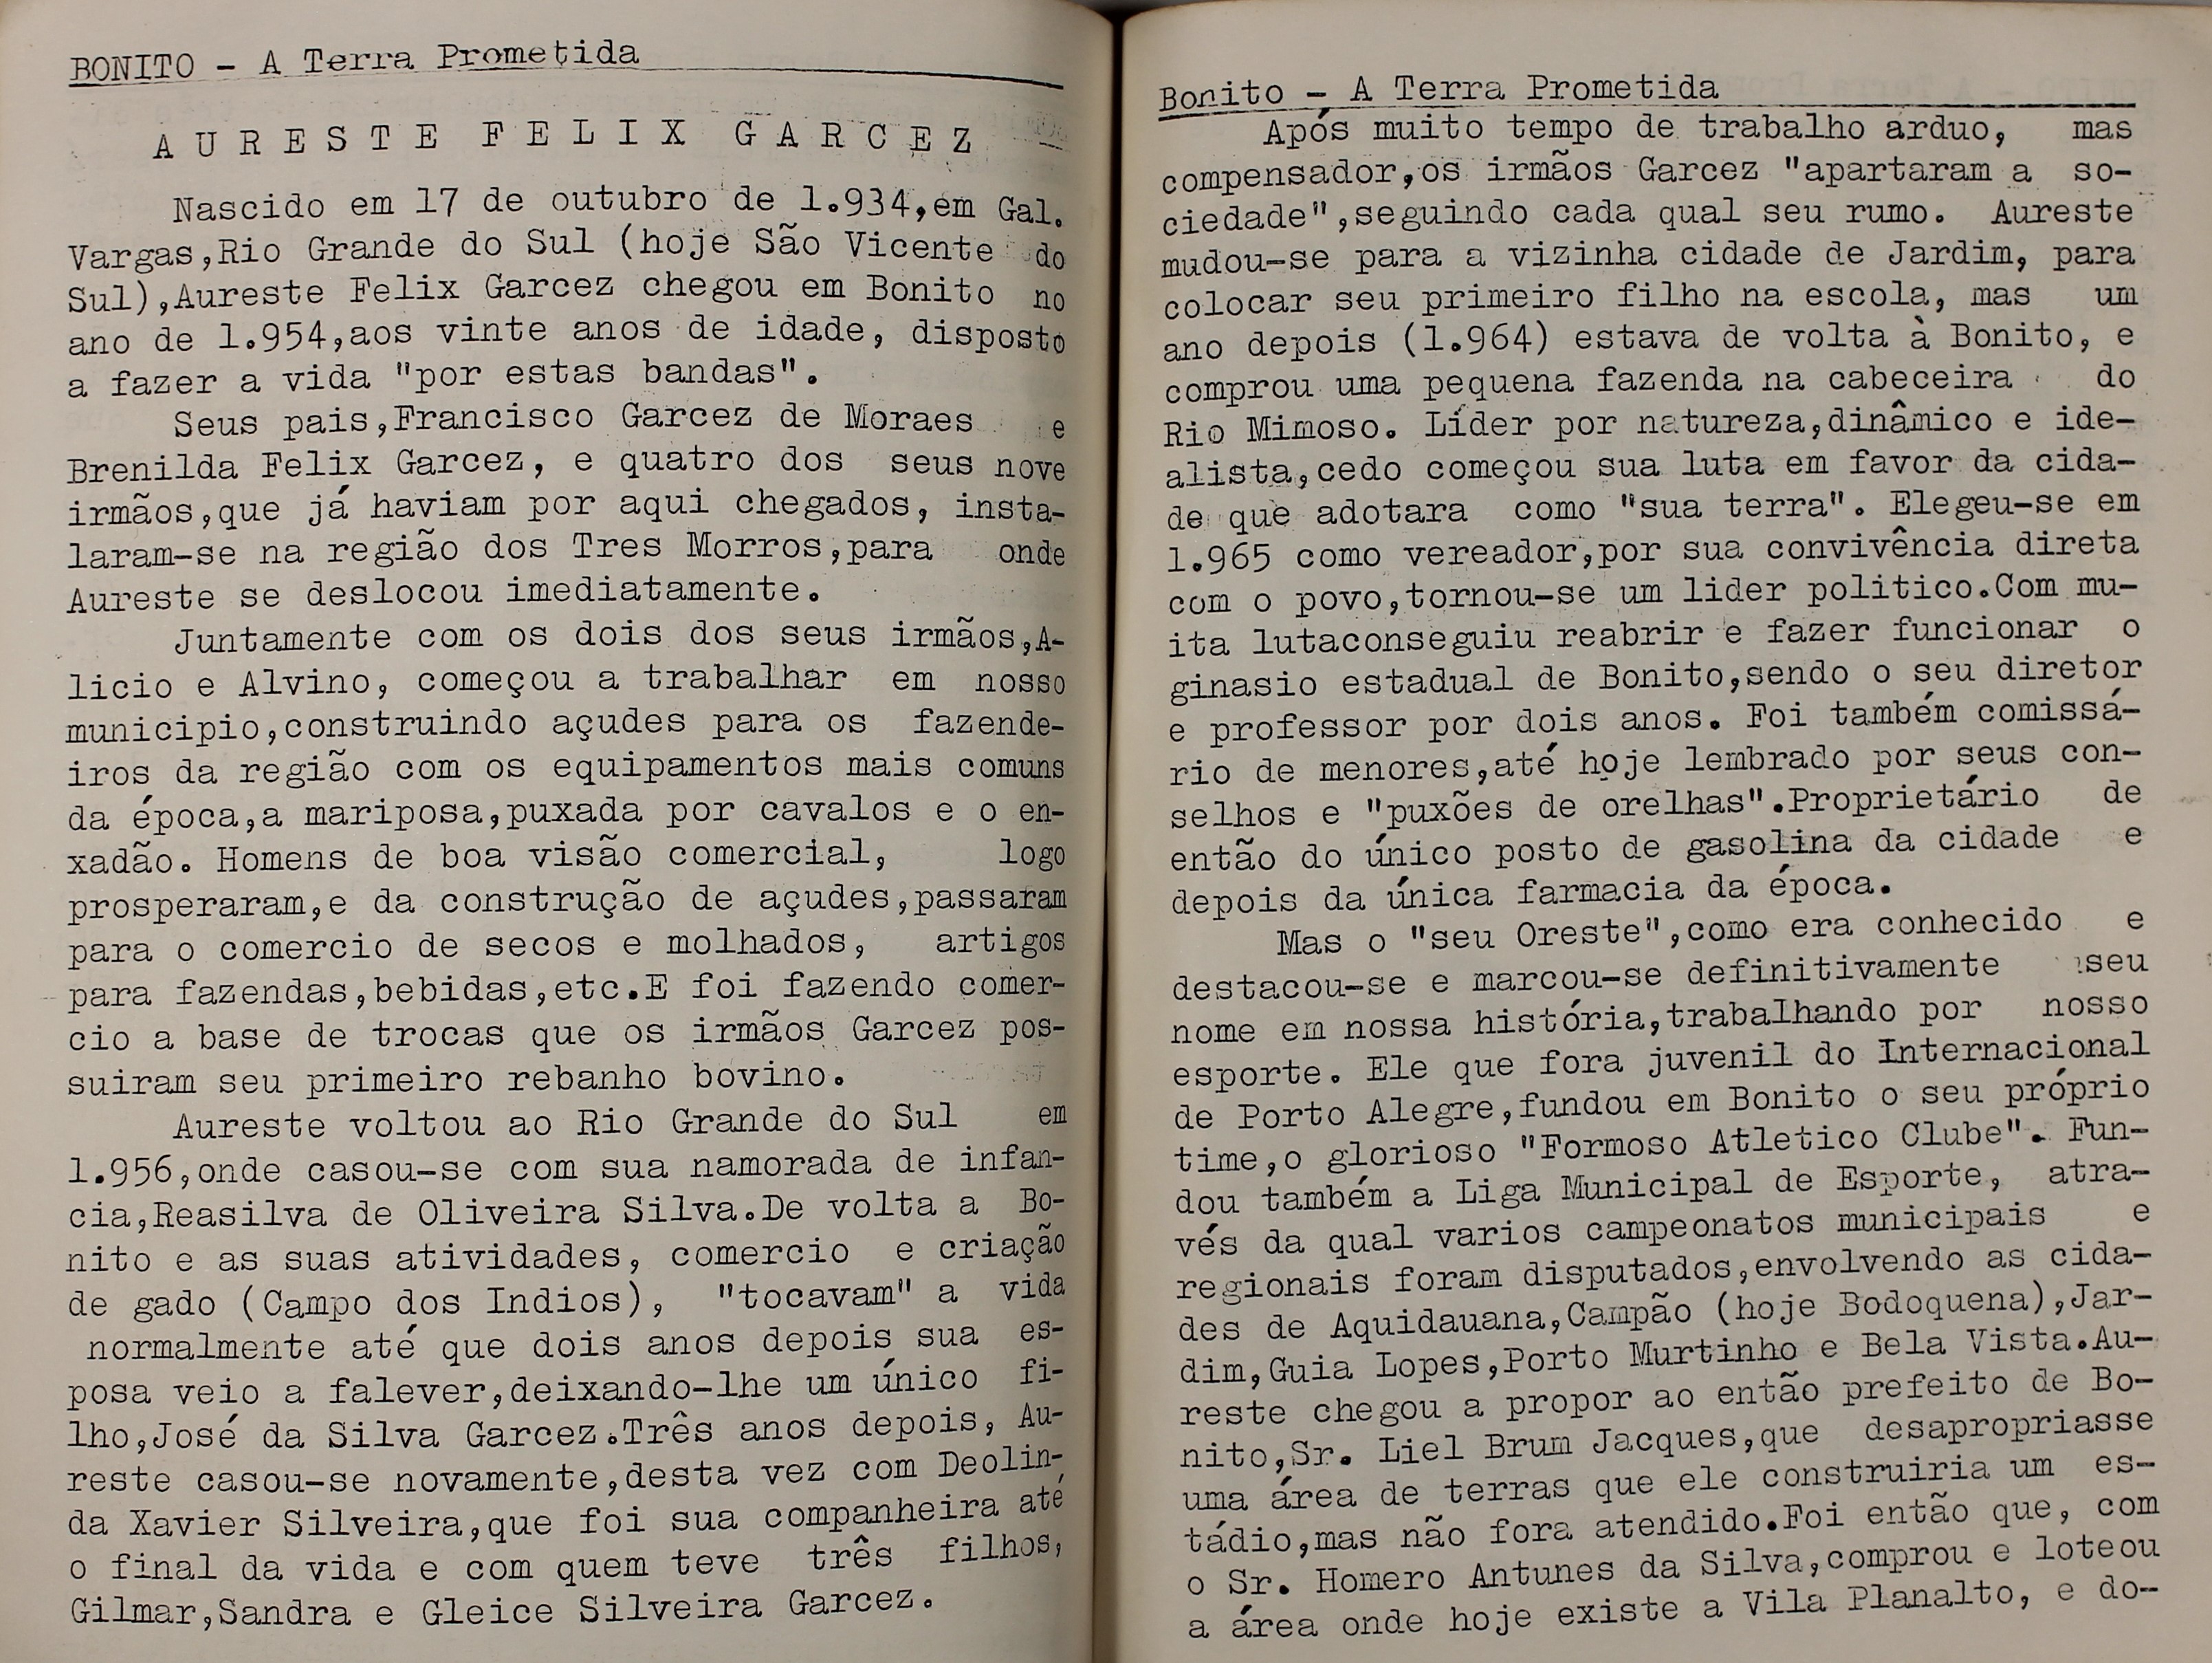 BONITO - A Terra Prometida
AURESTE FELIX GARCEZ
Nascido em 17 de outubro de 1.934,em Gal.
Vargas,Rio Grande do Sul (hoje São Vicente do
Sul),Aureste Felix Garcez chegou em Bonito no
ano de 1.954,aos vinte anos de idade, disposto
a fazer a vida "por estas bandas".
Seus pais,Francisco Garcez de Moraes e
Brenilda Felix Garcez, e quatro dos seus nove
irmãos,que já haviam por aqui chegados, insta-
laram-se na região dos Tres Morros,para onde
Aureste se deslocou imediatamente.
Juntamente com os dois dos seus irmãos,A-
licio e Alvino, começou a trabalhar em nosso
municipio,construindo açudes para os fazende-
iros da região com os equipamentos mais comuns
da época,a mariposa,puxada por cavalos e o en-
xadão. Homens de boa visão comercial, logo
prosperaram,e da construção de açudes,passaram
para o comercio de secos e molhados, artigos
para fazendas,bebidas,etc.E foi fazendo comer-
cio a base de trocas que os irmãos Garcez pos-
suiram seu primeiro rebanho bovino.
Aureste voltou ao Rio Grande do Sul em
1.956,onde casou-se com sua namorada de infan-
cia,Reasilva de Oliveira Silva.De volta a Bo-
nito e as suas atividades, comercio e criação
de gado (Campo dos Indios), "tocavam" a vida
normalmente até que dois anos depois sua es-
posa veio a falever,deixando-lhe um único fi-
lho,José da Silva Garcez.Três anos depois, Au-
reste casou-se novamente,desta vez com Deolin-
da Xavier Silveira,que foi sua companheira até
o final da vida e com quem teve três filhos,
Gilmar,Sandra e Gleice Silveira Garcez.
Bonito - A Terra Prometida
Após muito tempo de trabalho arduo, mas
compensador,os irmãos Garcez "apartaram a so-
ciedade",seguindo cada qual seu rumo. Aureste
mudou-se para a vizinha cidade de Jardim, para
colocar seu primeiro filho na escola, mas um
ano depois (1.964) estava de volta à Bonito, e
comprou uma pequena fazenda na cabeceira do
Rio Mimoso. Líder por natureza,dinâmico e ide-
alista,cedo começou sua luta em favor da cida-
de que adotara como "sua terra". Elegeu-se em
1.965 como vereador,por sua convivência direta
com o povo,tornou-se um lider politico.Com mu-
ita lutaconseguiu reabrir e fazer funcionar o
ginasio estadual de Bonito,sendo o seu diretor
e professor por dois anos. Foi também comissá-
rio de menores,até hoje lembrado por seus con-
selhos e "puxões de orelhas".Proprietário de
então do único posto de gasolina da cidade e
depois da única farmacia da época.
Mas o "seu Oreste",como era conhecido e
destacou-se e marcou-se definitivamente seu
nome em nossa história,trabalhando por nosso
esporte. Ele que fora juvenil do Internacional
de Porto Alegre,fundou em Bonito o seu próprio
time,o glorioso "Formoso Atletico Clube". Fun-
dou também a Liga Municipal de Esporte, atra-
vés da qual varios campeonatos municipais e
regionais foram disputados,envolvendo as cida-
des de Aquidauana,Campão (hoje Bodoquena),Jar-
dim,Guia Lopes,Porto Murtinho e Bela Vista.Au-
reste chegou a propor ao então prefeito de Bo-
nito,Sr. Liel Brum Jacques,que desapropriasse
uma área de terras que ele construiria um es-
tádio,mas não fora atendido.Foi então que, com
o Sr. Homero Antunes da Silva,comprou e loteou
a área onde hoje existe a Vila Planalto, e do-